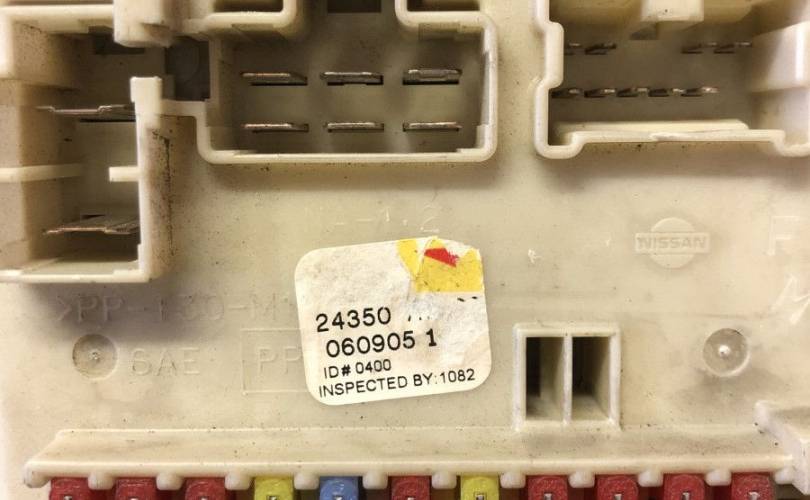 NISSAN
24350
060905 1
ID# 0400
INSPECTED BY:1082
SAE